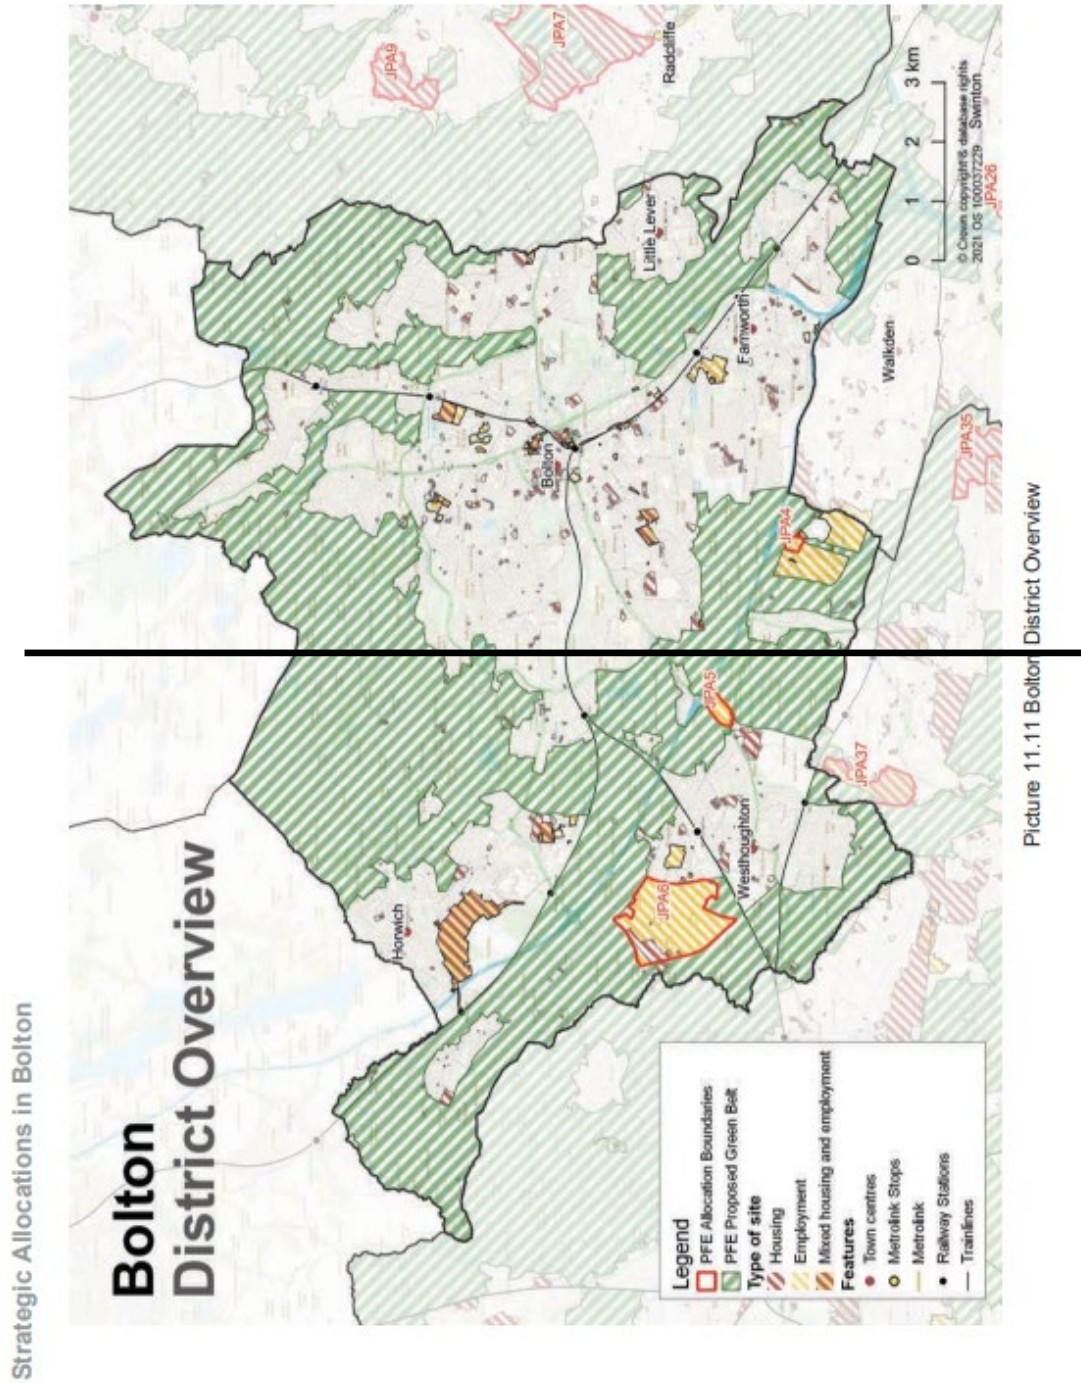 Strategic Allocations in Bolton
Bolton
District Overview
JPA9
JPA7
Radcliffe
Horwich
Little Lever
Bolton
Farnworth
Walkden
JPA4
JPA35
JPA26
Swinton
JPA5
JPA6
Westhoughton
JPA37
Legend
PFE Allocation Boundaries
PFE Proposed Green Belt
Type of site
Housing
Employment
Mixed housing and employment
Features
Town centres
Metrolink Stops
Metrolink
Railway Stations
Trainlines
0 1 2 3 km
© Crown copyright & database rights
2021 OS 100037229
Picture 11.11 Bolton District Overview